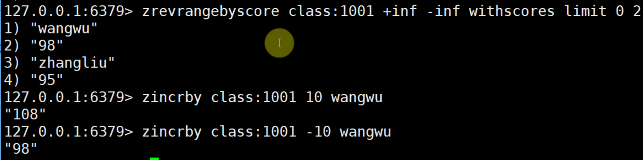 127.0.0.1:6379> zrevrangebyscore class:1001 +inf -inf withscores limit 0 2
1) "wangwu"
2) "98"
3) "zhangliu"
4) "95"
127.0.0.1:6379> zincrby class:1001 10 wangwu
"108"
127.0.0.1:6379> zincrby class:1001 -10 wangwu
"98"